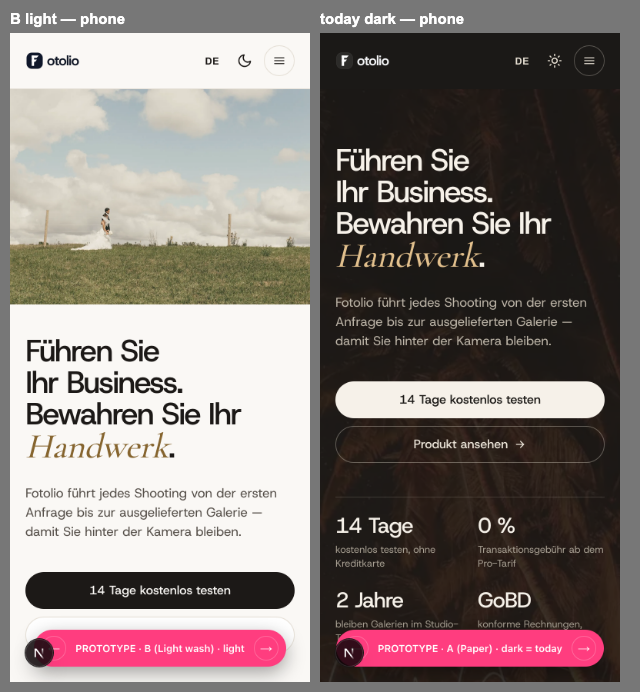 B light — phone
F otolio
DE
Führen Sie
Ihr Business.
Bewahren Sie Ihr
Handwerk.
Fotolio führt jedes Shooting von der ersten
Anfrage bis zur ausgelieferten Galerie —
damit Sie hinter der Kamera bleiben.
14 Tage kostenlos testen
N
←
PROTOTYPE · B (Light wash) · light
→
today dark — phone
F otolio
DE
Führen Sie
Ihr Business.
Bewahren Sie Ihr
Handwerk.
Fotolio führt jedes Shooting von der ersten
Anfrage bis zur ausgelieferten Galerie —
damit Sie hinter der Kamera bleiben.
14 Tage kostenlos testen
Produkt ansehen →
14 Tage
kostenlos testen, ohne
Kreditkarte
0 %
Transaktionsgebühr ab dem
Pro-Tarif
2 Jahre
bleiben Galerien im Studio-
GoBD
konforme Rechnungen,
N
PROTOTYPE · A (Paper) · dark = today
→